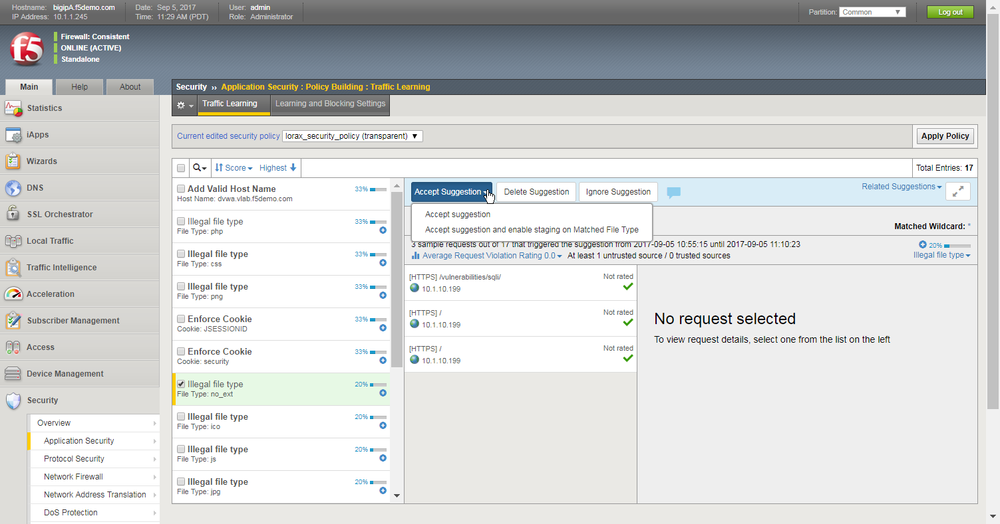 Hostname: bigipA.f5demo.com
IP Address: 10.1.1.245
Date: Sep 5, 2017
Time: 11:29 AM (PDT)
User: admin
Role: Administrator
Partition: Common
Log out
f5
Firewall: Consistent
ONLINE (ACTIVE)
Standalone
Main
Help
About
Security ›› Application Security : Policy Building : Traffic Learning
Traffic Learning
Learning and Blocking Settings
Statistics
iApps
Wizards
DNS
SSL Orchestrator
Local Traffic
Traffic Intelligence
Acceleration
Subscriber Management
Access
Device Management
Security
Overview
Application Security
Protocol Security
Network Firewall
Network Address Translation
DoS Protection
Current edited security policy lorax_security_policy (transparent)
Apply Policy
Score
Highest
Total Entries: 17
Add Valid Host Name 33%
Host Name: dvwa.vlab.f5demo.com
Illegal file type 33%
File Type: php
Illegal file type 33%
File Type: css
Illegal file type 33%
File Type: png
Enforce Cookie 33%
Cookie: JSESSIONID
Enforce Cookie 33%
Cookie: security
Illegal file type 20%
File Type: no_ext
Illegal file type 20%
File Type: ico
Illegal file type 20%
File Type: js
Illegal file type 20%
File Type: jpg
Accept Suggestion
Delete Suggestion
Ignore Suggestion
Related Suggestions
Accept suggestion
Accept suggestion and enable staging on Matched File Type
Matched Wildcard: *
3 sample requests out of 17 that triggered the suggestion from 2017-09-05 10:55:15 until 2017-09-05 11:10:23
20%
Average Request Violation Rating 0.0 At least 1 untrusted source / 0 trusted sources
Illegal file type
[HTTPS] /vulnerabilities/sqli/ Not rated
10.1.10.199
[HTTPS] / Not rated
10.1.10.199
[HTTPS] / Not rated
10.1.10.199
No request selected
To view request details, select one from the list on the left